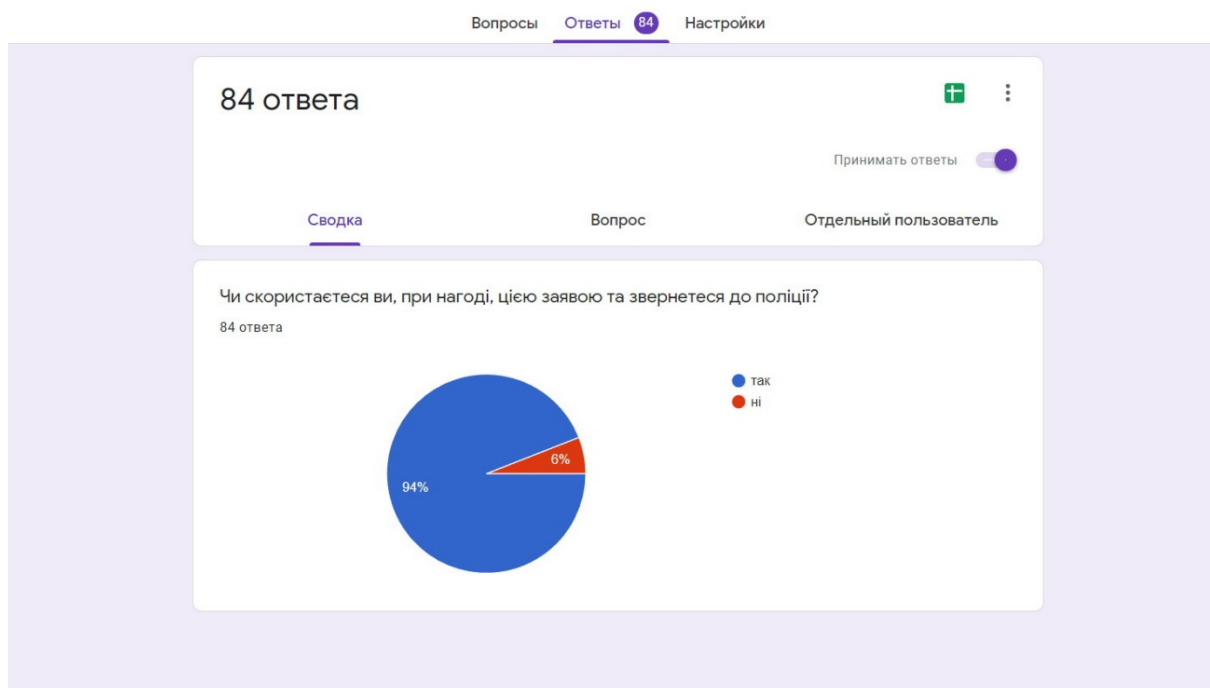 Вопросы Ответы 84 Настройки
84 ответа
Принимать ответы
Сводка Вопрос Отдельный пользователь
Чи скористаєтеся ви, при нагоді, цією заявою та звернетеся до поліції?
84 ответа
так
ні
6%
94%